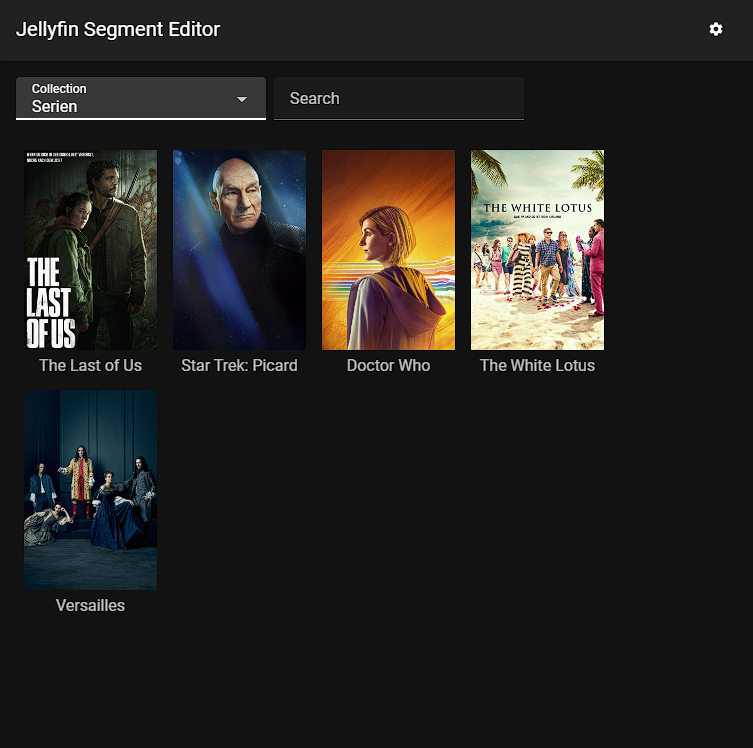 Jellyfin Segment Editor
Collection
Serien
Search
THE
LAST
OF US
THE WHITE LOTUS
The Last of Us
Star Trek: Picard
Doctor Who
The White Lotus
Versailles